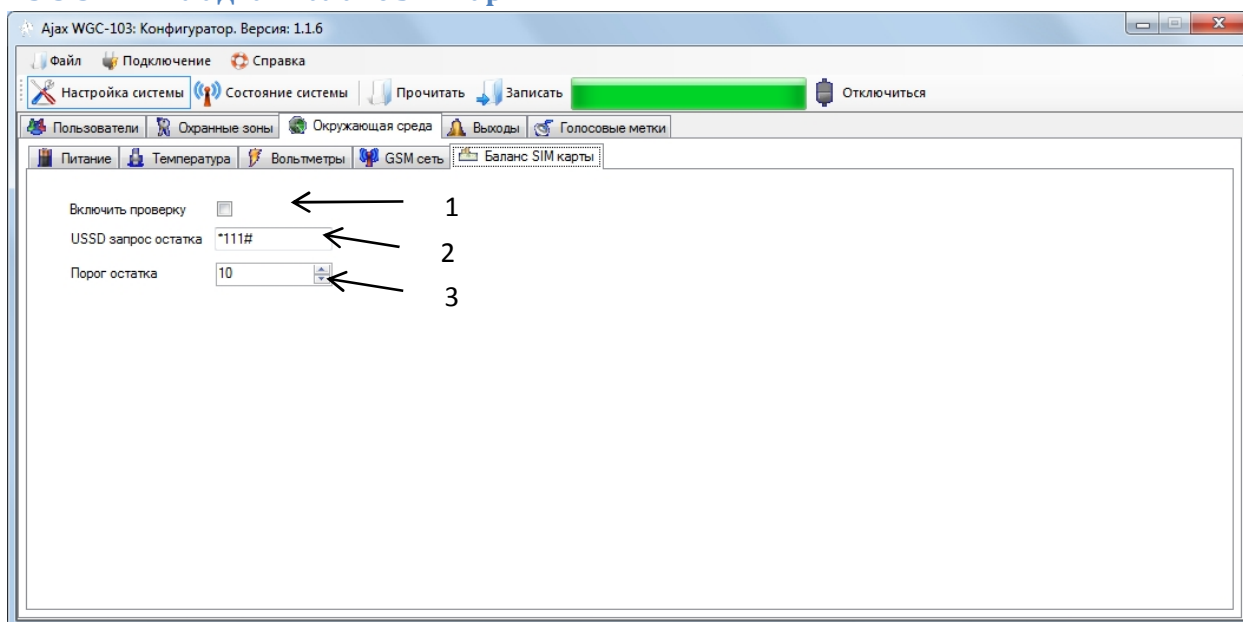 Ajax WGC-103: Конфигуратор. Версия: 1.1.6
Файл Подключение Справка
Настройка системы Состояние системы Прочитать Записать Отключиться
Пользователи Охранные зоны Окружающая среда Выходы Голосовые метки
Питание Температура Вольтметры GSM сеть Баланс SIM карты
Включить проверку 1
USSD запрос остатка *111# 2
Порог остатка 10 3